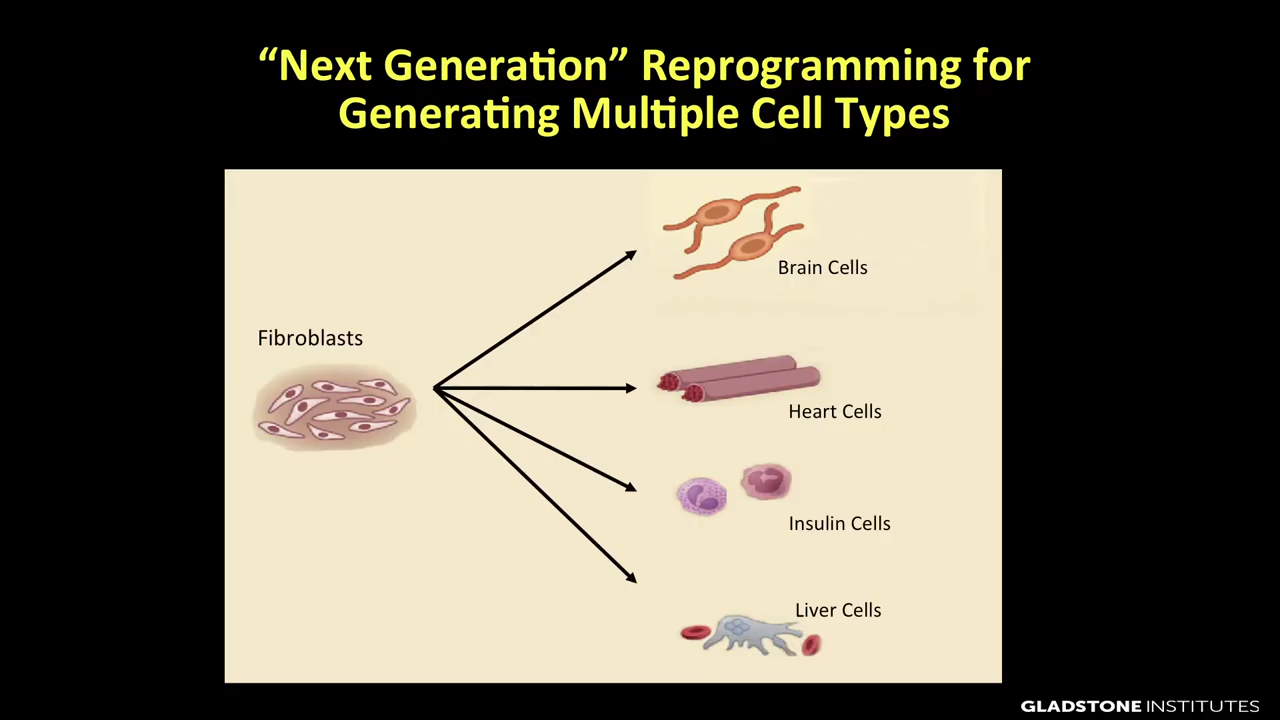 “Next Generation” Reprogramming for
Generating Multiple Cell Types
Fibroblasts
Brain Cells
Heart Cells
Insulin Cells
Liver Cells
GLADSTONE INSTITUTES